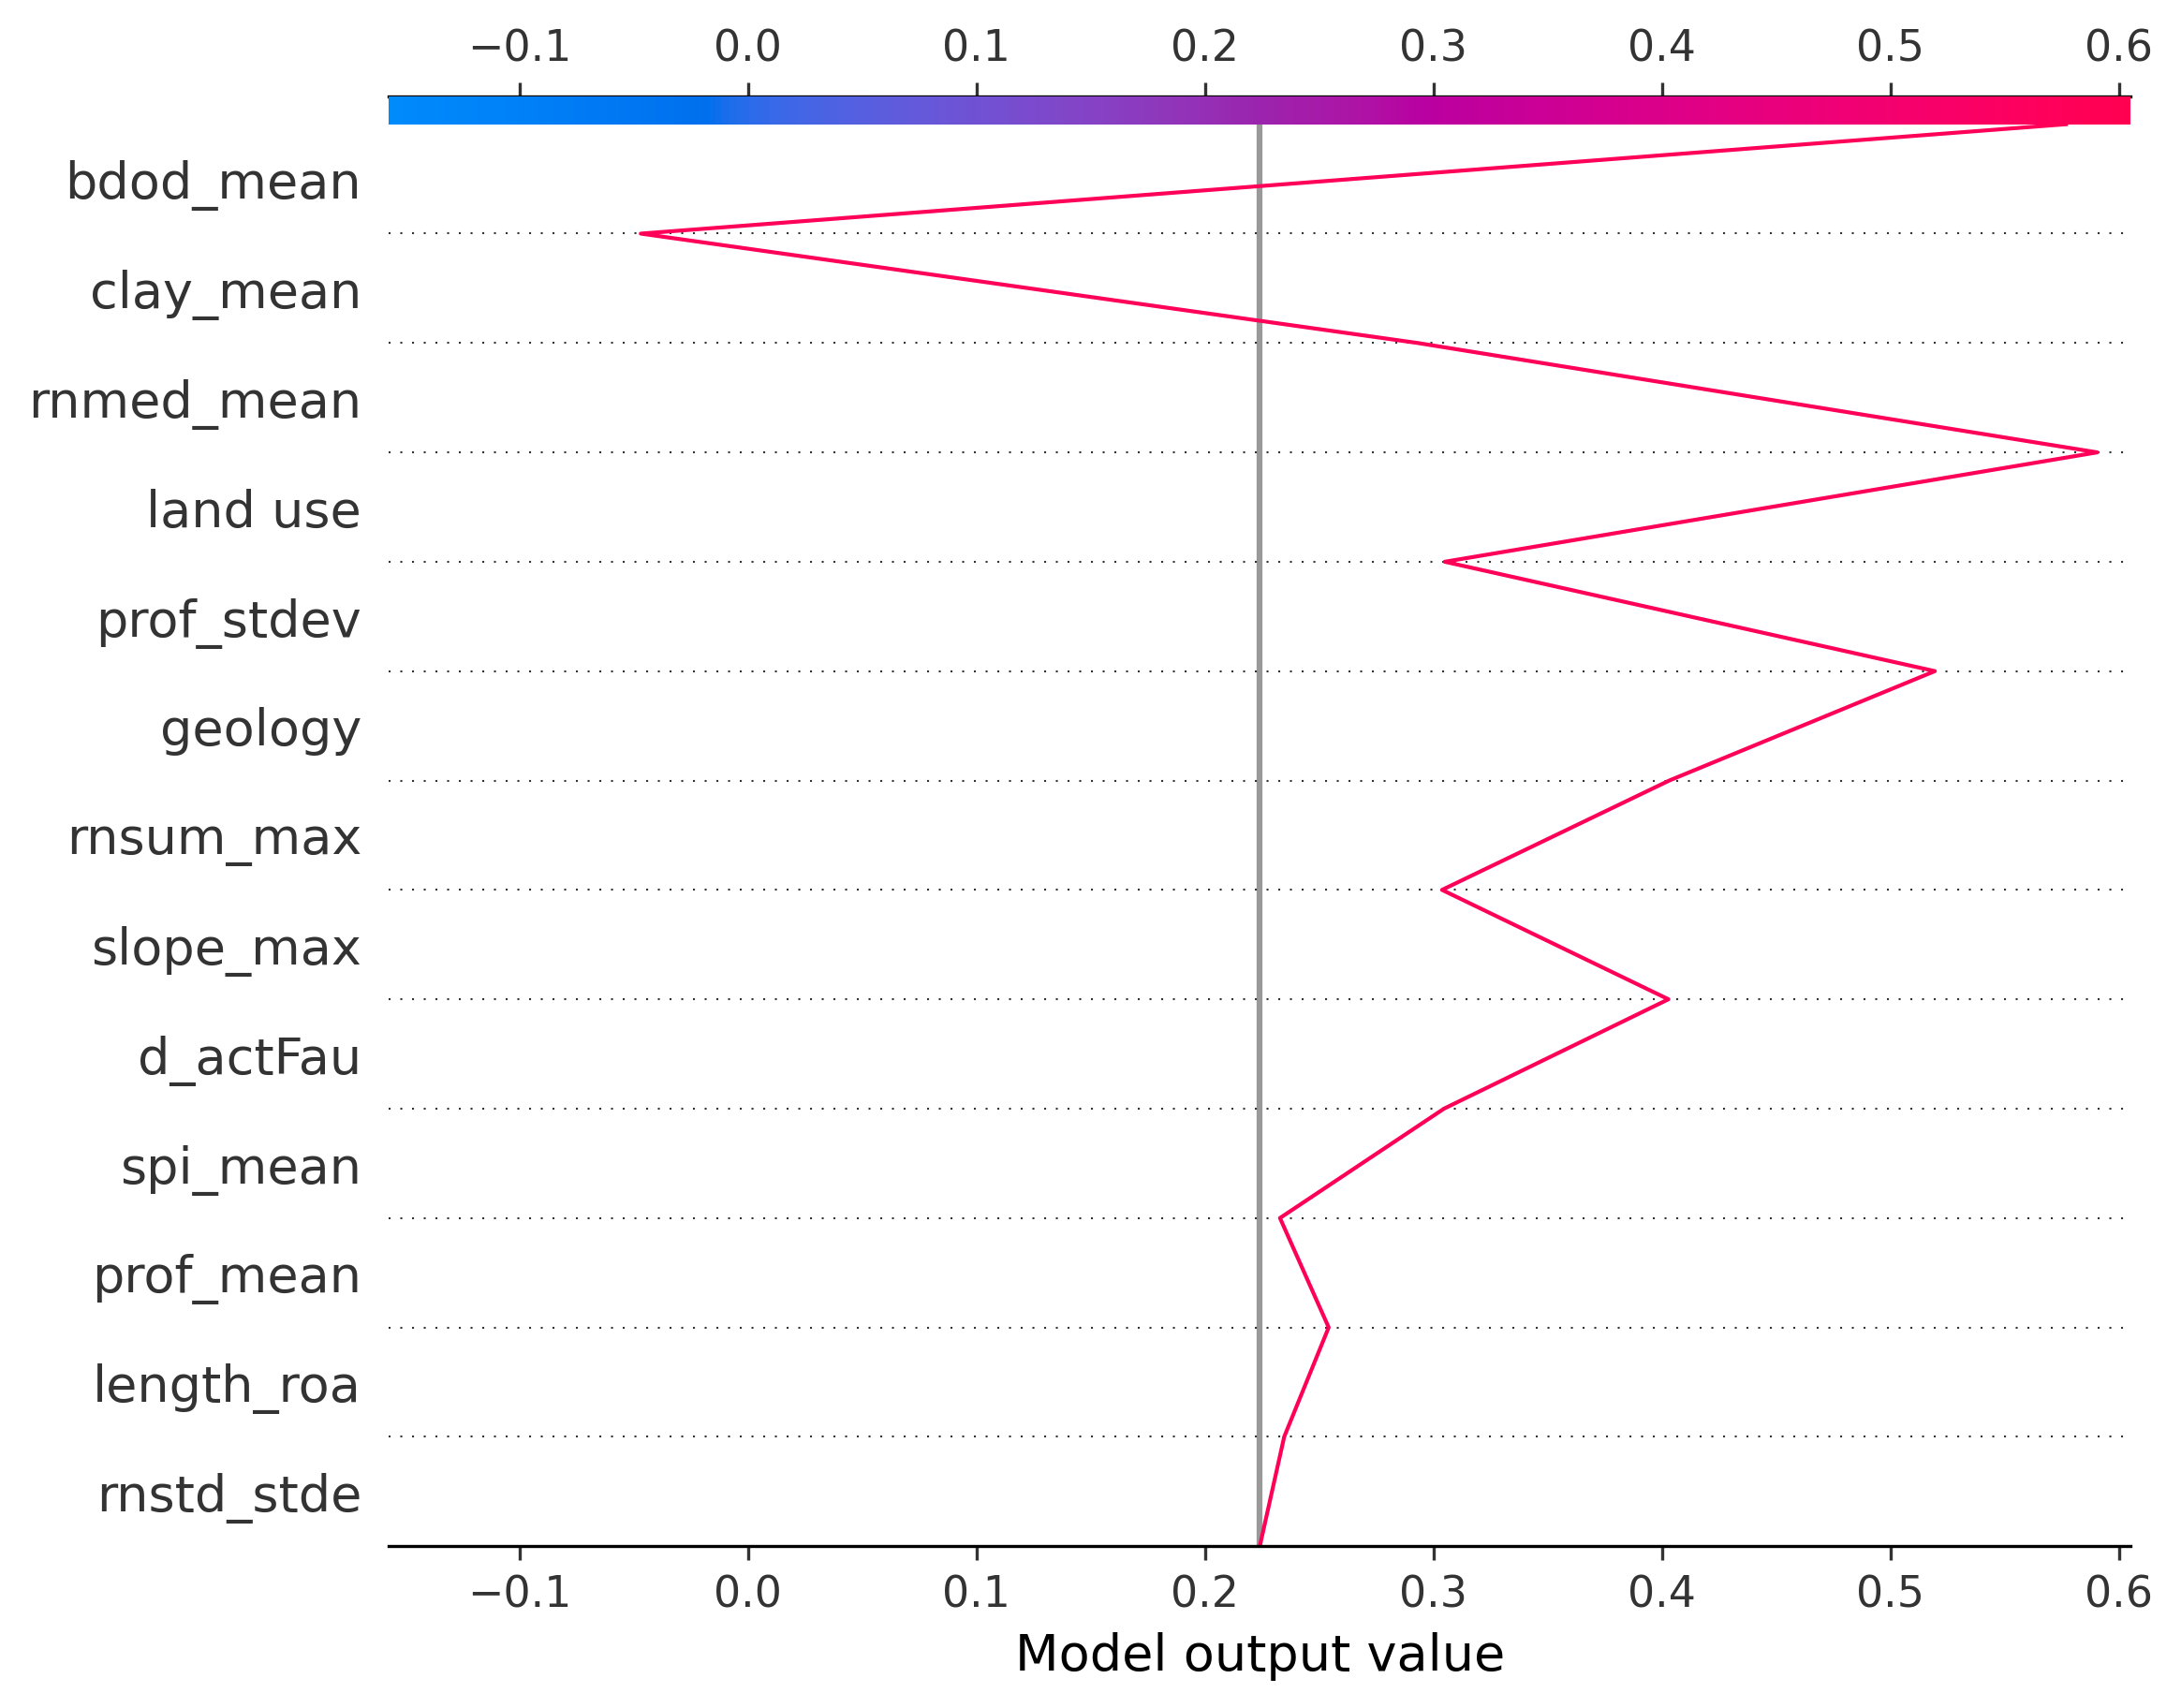 −0.1 0.0 0.1 0.2 0.3 0.4 0.5 0.6
bdod_mean
clay_mean
rnmed_mean
land use
prof_stdev
geology
rnsum_max
slope_max
d_actFau
spi_mean
prof_mean
length_roa
rnstd_stde
−0.1 0.0 0.1 0.2 0.3 0.4 0.5 0.6
Model output value